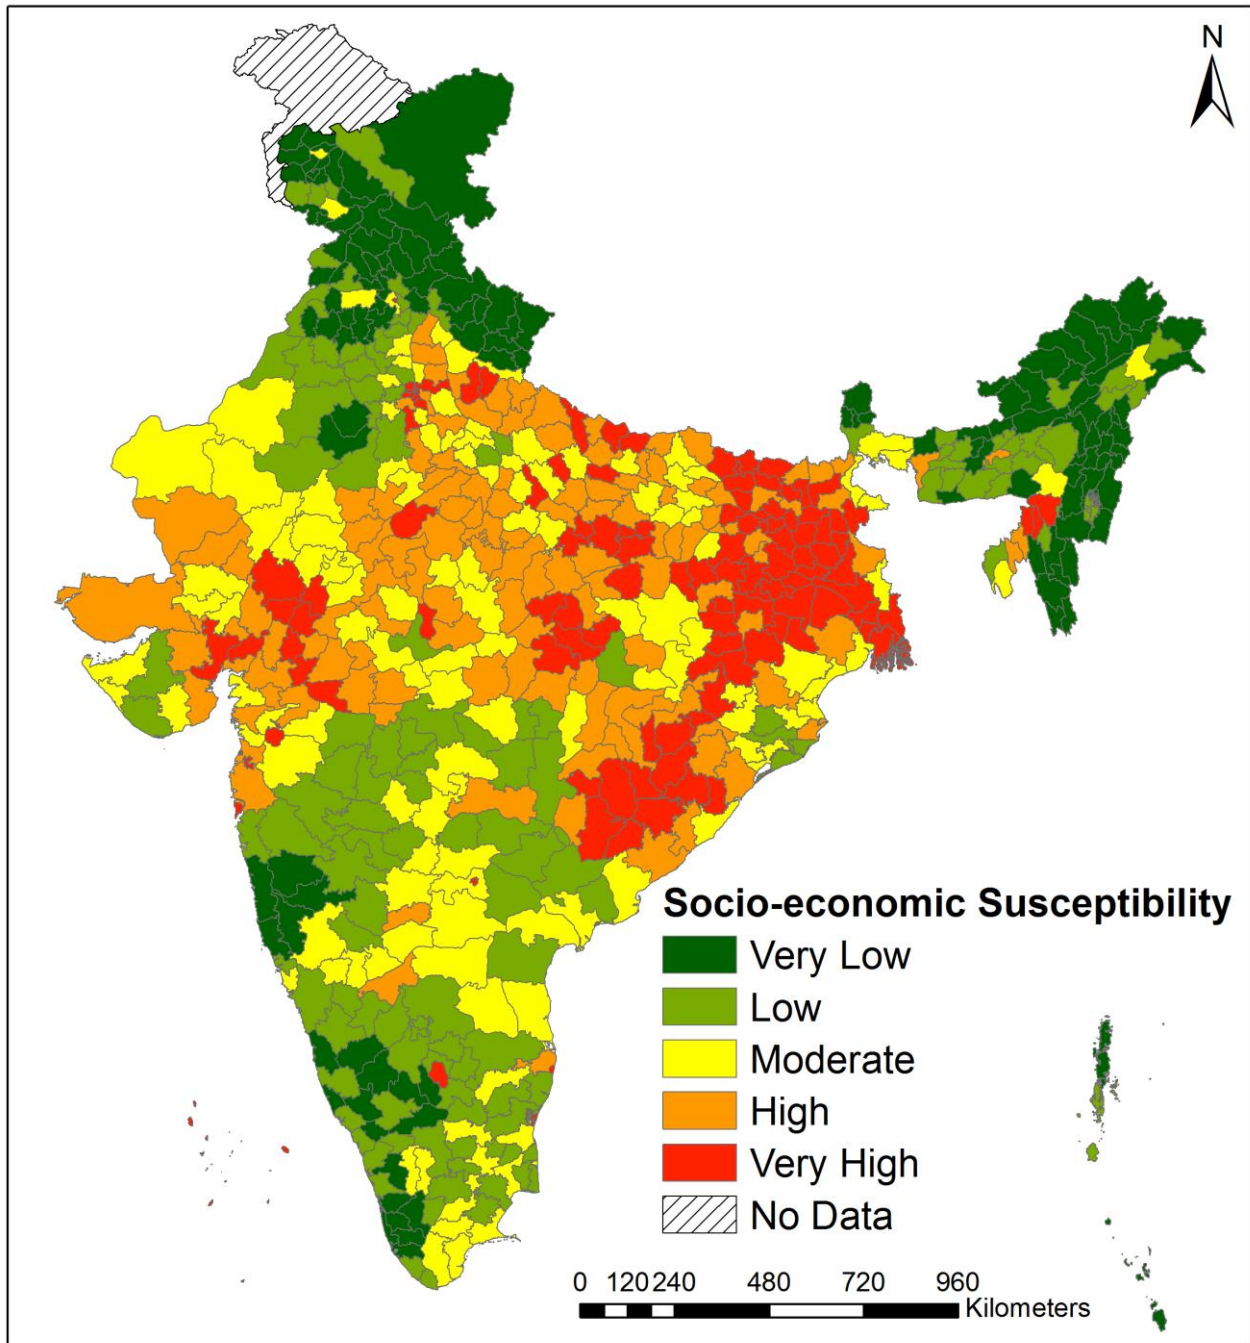 N
Socio-economic Susceptibility
Very Low
Low
Moderate
High
Very High
No Data
0 120 240 480 720 960
Kilometers